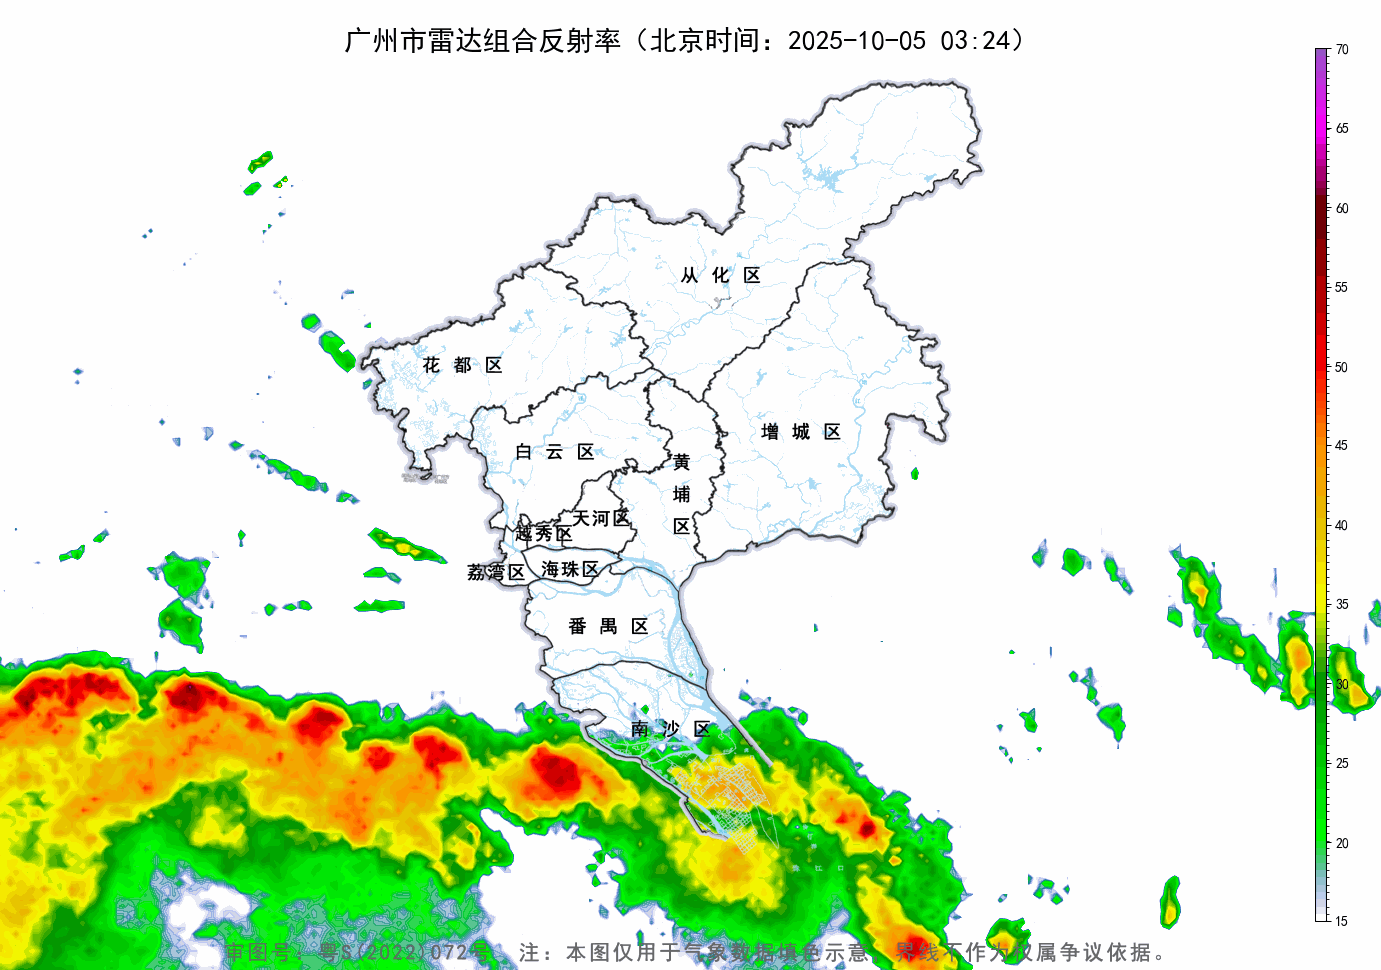 广州市雷达组合反射率（北京时间：2025-10-05 03:24）
70
65
60
55
50
45
40
35
30
25
20
15
从化区
花都区
增城区
白云区
黄埔区
天河区
越秀区
荔湾区
海珠区
番禺区
南沙区
珠江口
审图号：粤S(2022)072号 注：本图仅用于气象数据填色示意，界线不作为权属争议依据。